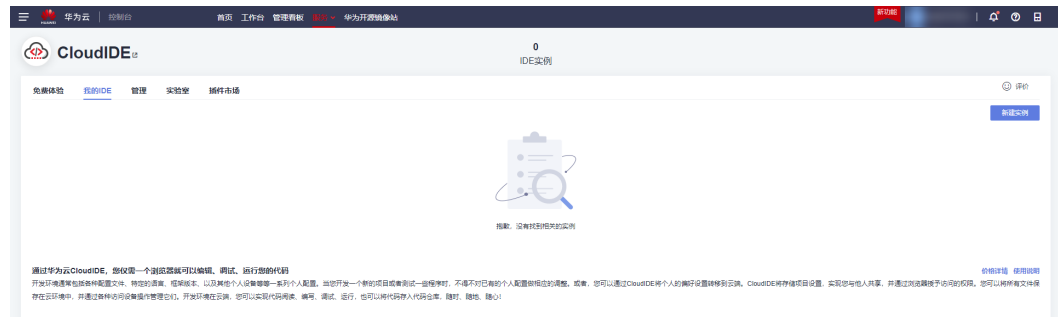 HUAWEI 华为云 | 控制台 首页 工作台 管理看板 服务 华为开源镜像站 新功能
CloudIDE
0
IDE实例
免费体验 我的IDE 管理 实验室 插件市场 评价
新建实例
抱歉，没有找到相关的实例
通过华为云CloudIDE，您仅需一个浏览器就可以编辑、调试、运行您的代码 价格详情 使用说明
开发环境通常包括各种配置文件、特定的语言、框架版本、以及其他个人设备等等一系列个人配置。当您开发一个新的项目或者测试一些程序时，不得不对已有的个人配置做相应的调整。或者，您可以通过CloudIDE将个人的偏好设置转移到云端。CloudIDE将存储项目设置，实现您与他人共享，并通过浏览器授予访问的权限。您可以将所有文件保
存在云环境中，并通过各种访问设备操作管理它们。开发环境在云端，您可以实现代码阅读、编写、调试、运行，也可以将代码存入代码仓库，随时、随地、随心！